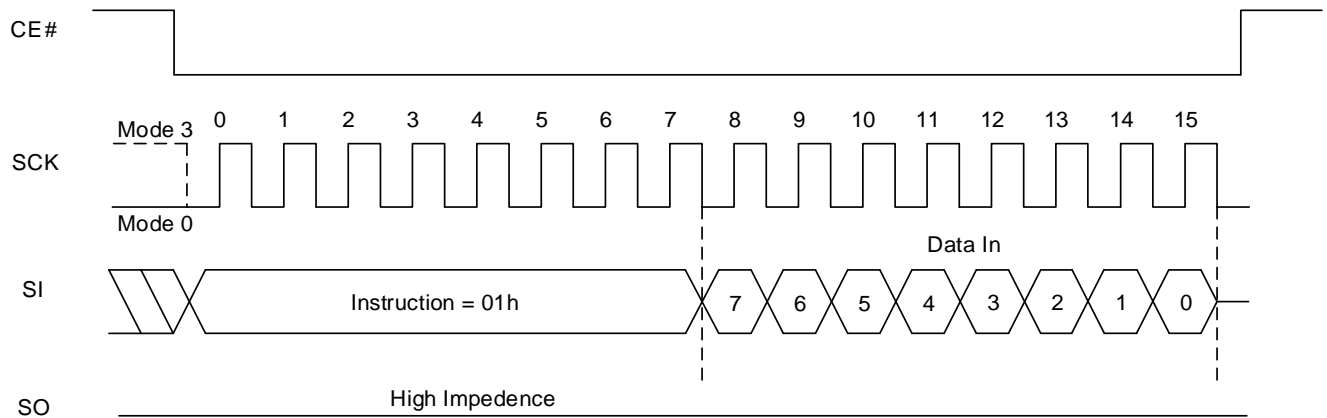 CE#
0 1 2 3 4 5 6 7 8 9 10 11 12 13 14 15
Mode 3
SCK
Mode 0
Data In
SI
Instruction = 01h
7 6 5 4 3 2 1 0
High Impedence
SO